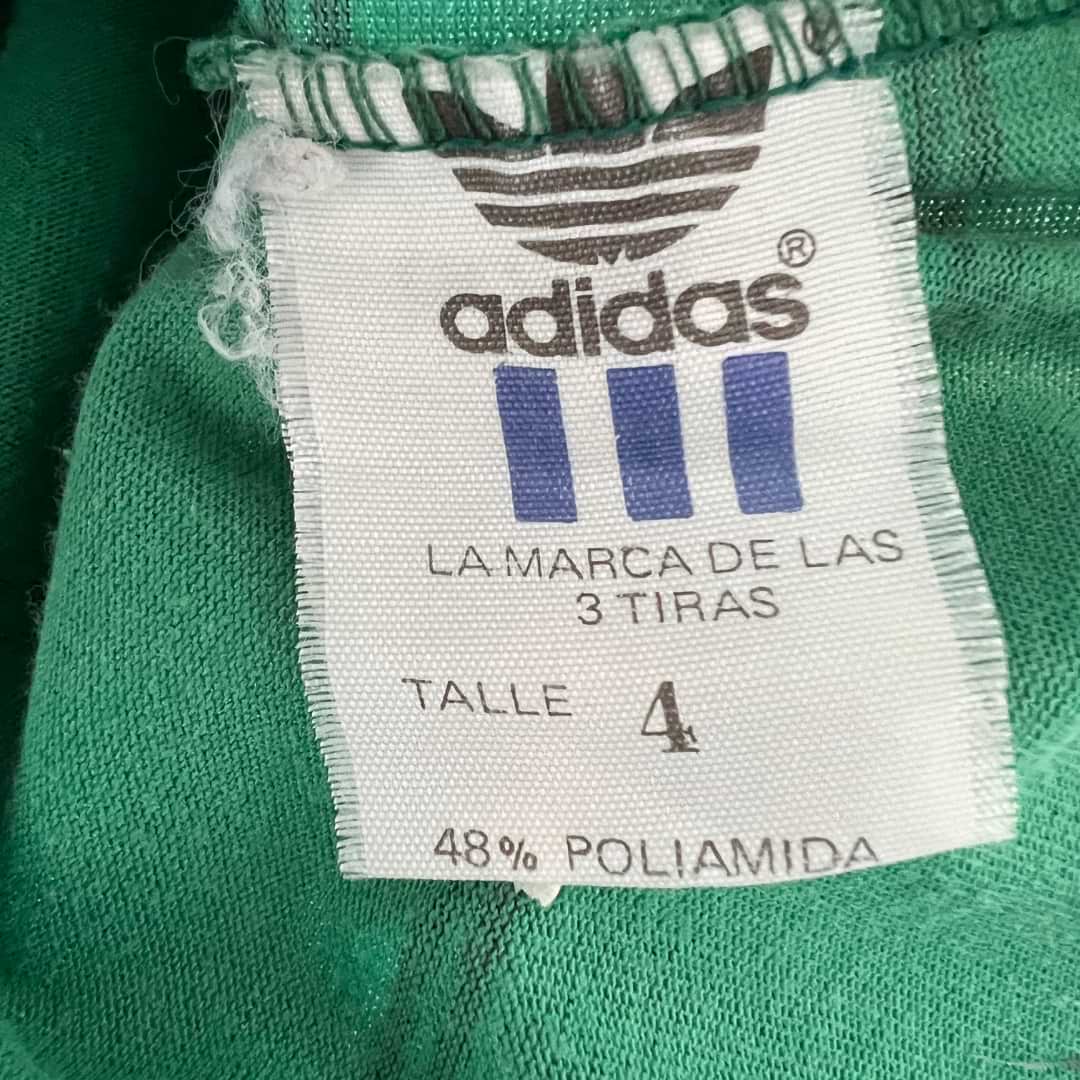 adidas®
LA MARCA DE LAS
3 TIRAS
TALLE 4
48% POLIAMIDA